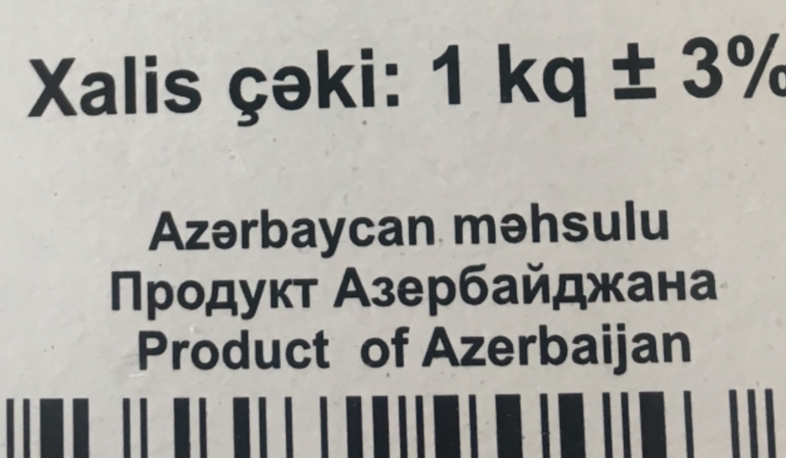 Xalis çəki: 1 kq ± 3%
Azərbaycan məhsulu
Продукт Азербайджана
Product of Azerbaijan